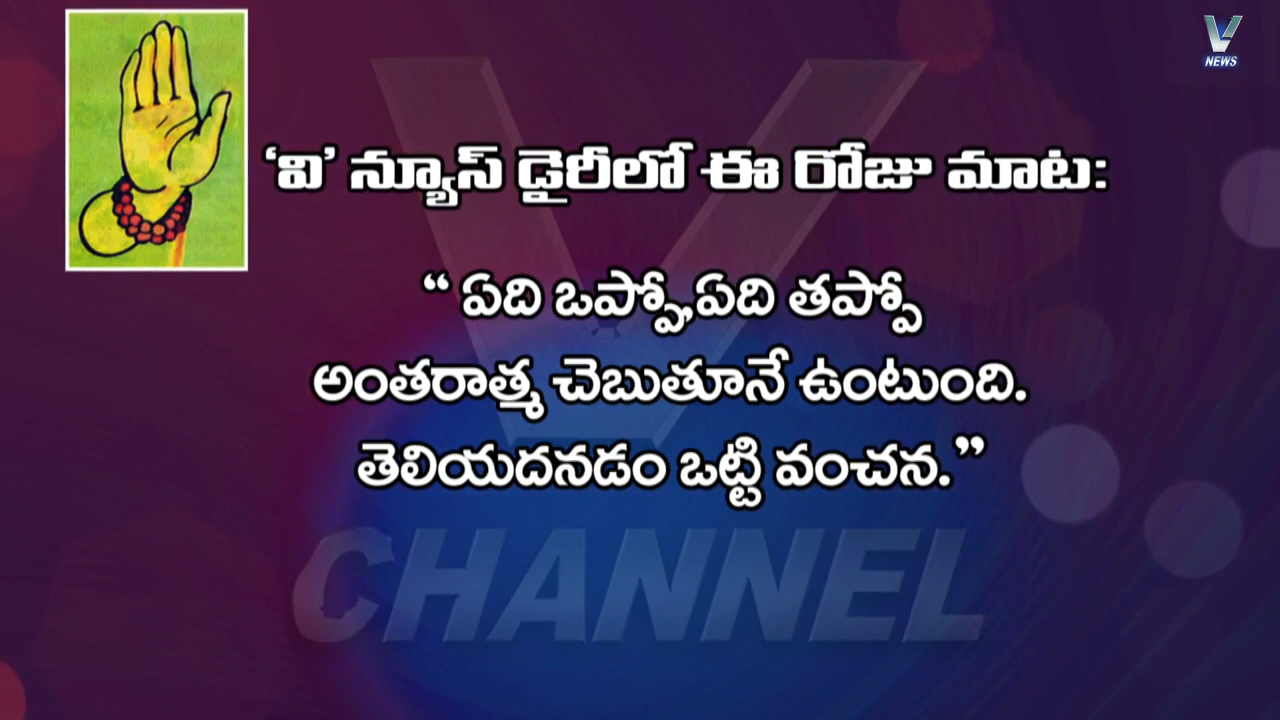 V
NEWS
‘వి’ న్యూస్ డైరీలో ఈ రోజు మాట:
“ ఏది ఒప్పో,ఏది తప్పో
అంతరాత్మ చెబుతూనే ఉంటుంది.
తెలియదనడం ఒట్టి వంచన.”
V
CHANNEL